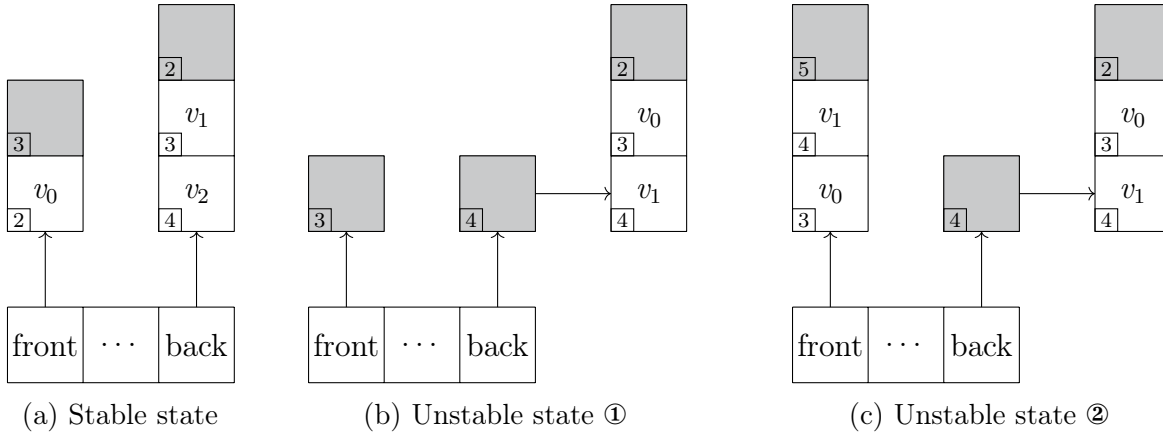 2
3
v₁
3
v₀
2
v₂
4
front ⋯ back
(a) Stable state
2
v₀
3
3
4
v₁
4
front ⋯ back
(b) Unstable state ①
5
v₁
4
v₀
3
2
v₀
3
4
v₁
4
front ⋯ back
(c) Unstable state ②